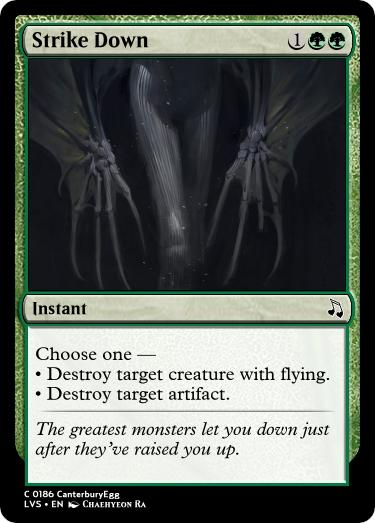 Strike Down 1
Instant
Choose one —
• Destroy target creature with flying.
• Destroy target artifact.
The greatest monsters let you down just
after they've raised you up.
C 0186 CanterburyEgg
LVS • EN Chaehyeon Ra